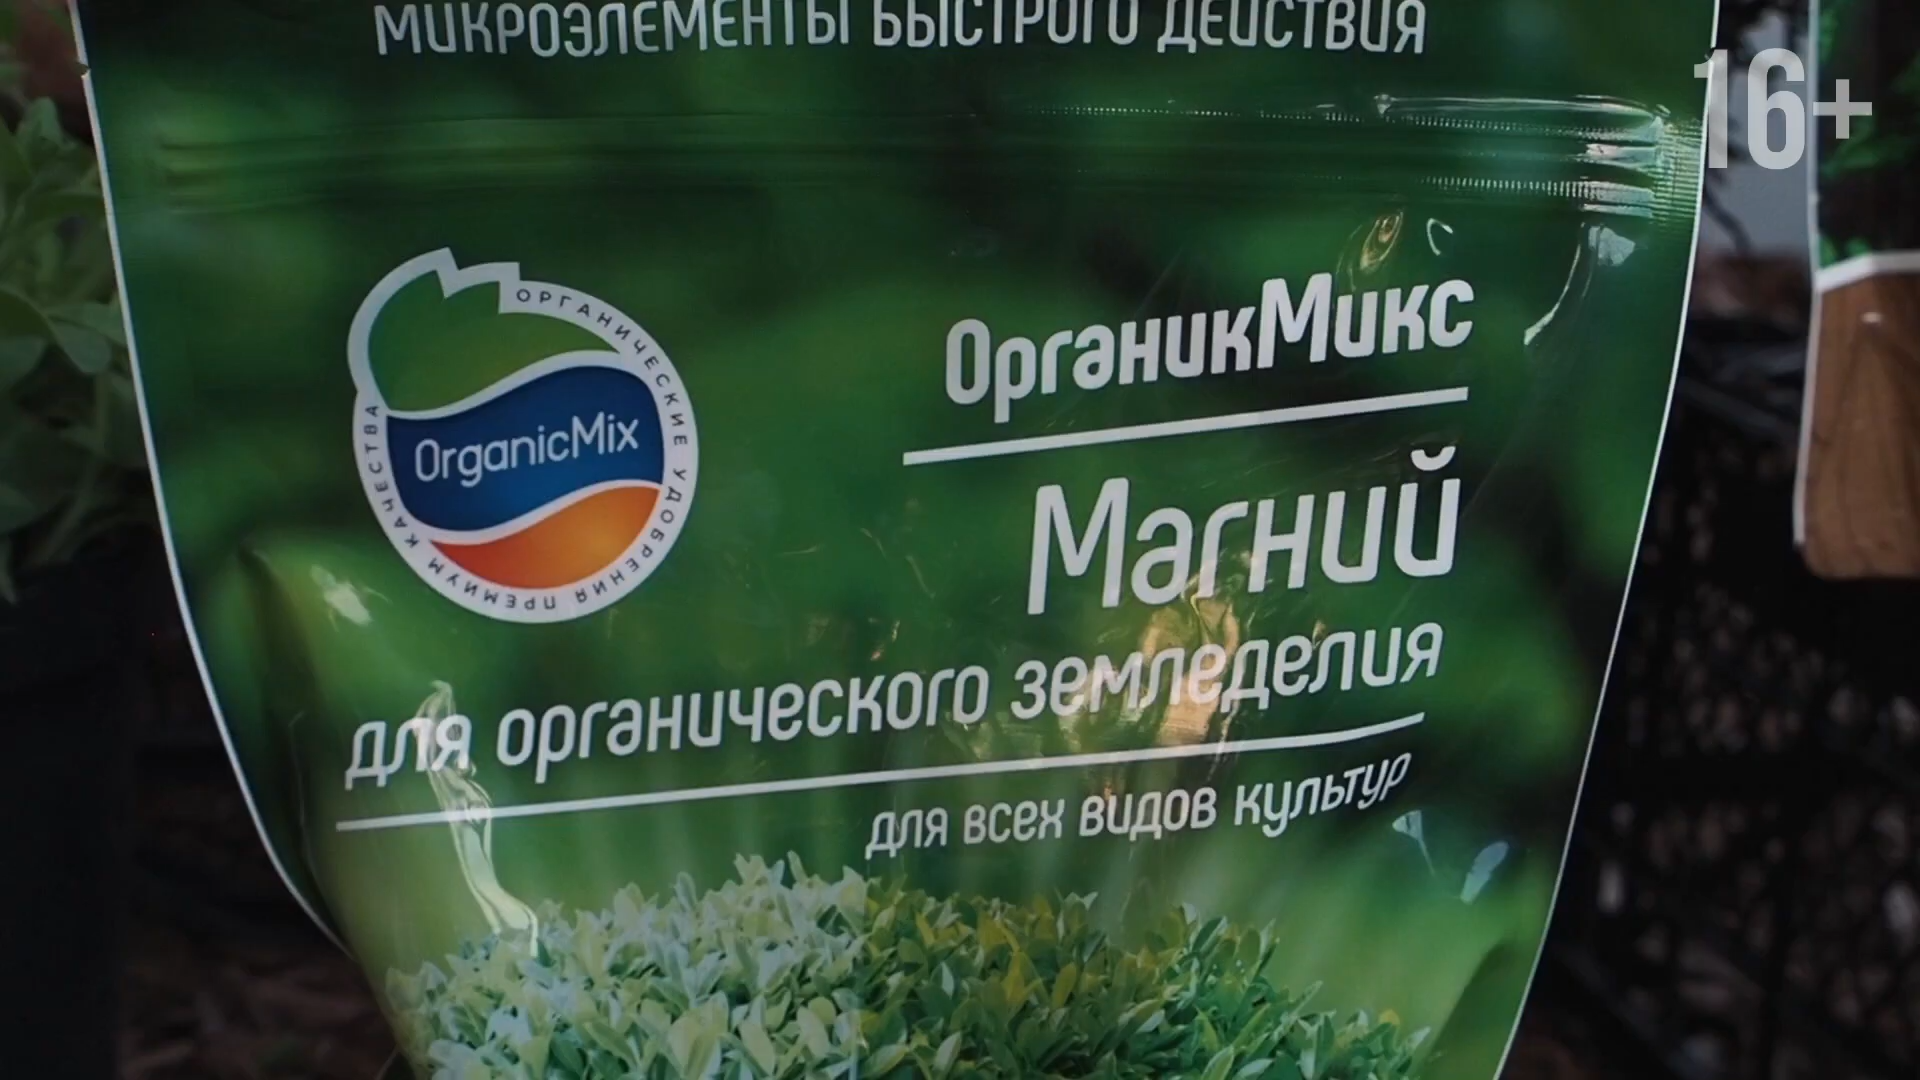 МИКРОЭЛЕМЕНТЫ БЫСТРОГО ДЕЙСТВИЯ
16+
ОРГАНИЧЕСКИЕ УДОБРЕНИЯ ПРЕМИУМ КАЧЕСТВА
OrganicMix
ОрганикМикс
Магний
для органического земледелия
для всех видов культур